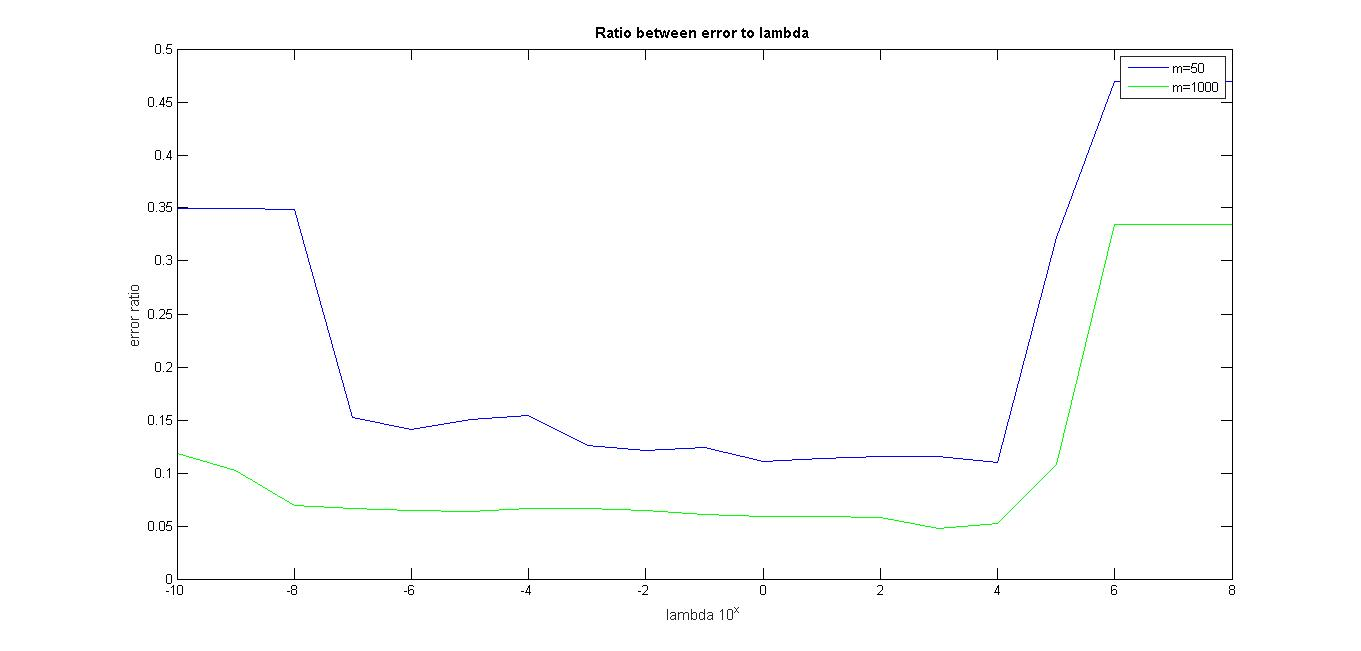 Ratio between error to lambda
0.5
0.45
0.4
0.35
0.3
0.25
0.2
0.15
0.1
0.05
0
error ratio
-10 -8 -6 -4 -2 0 2 4 6 8
lambda 10^x
m=50
m=1000